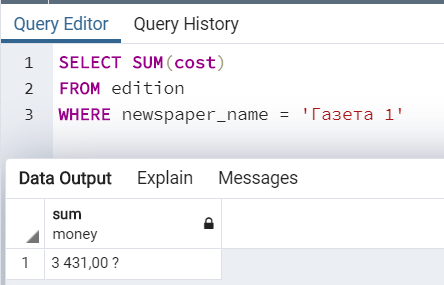 Query Editor Query History
1 SELECT SUM(cost)
2 FROM edition
3 WHERE newspaper_name = 'Газета 1'
Data Output Explain Messages
sum
money
1 3 431,00 ?